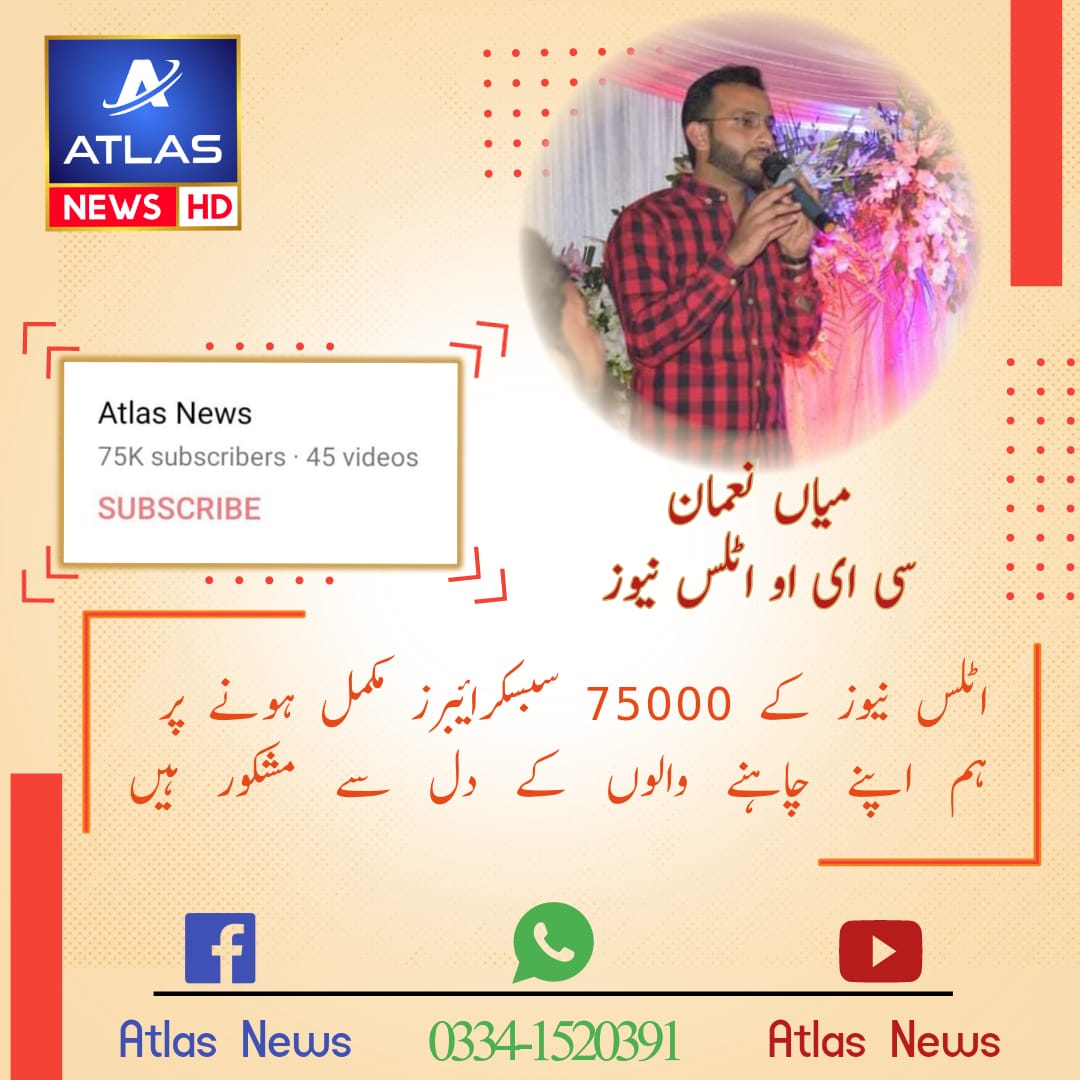 ATLAS
NEWS HD
Atlas News
75K subscribers · 45 videos
SUBSCRIBE
میاں نعمان
سی ای او اٹلس نیوز
اٹلس نیوز کے 75000 سبسکرائیبرز مکمل ہونے پر
ہم اپنے چاہنے والوں کے دل سے مشکور ہیں
Atlas News
0334-1520391
Atlas News